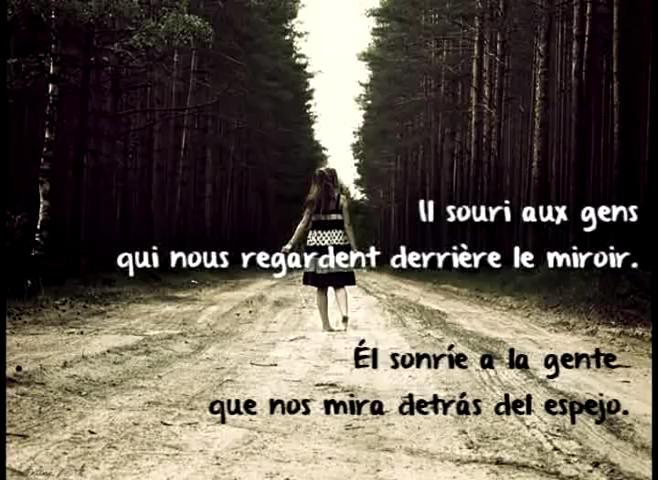 Il souri aux gens
qui nous regardent derrière le miroir.
Él sonríe a la gente
que nos mira detrás del espejo.